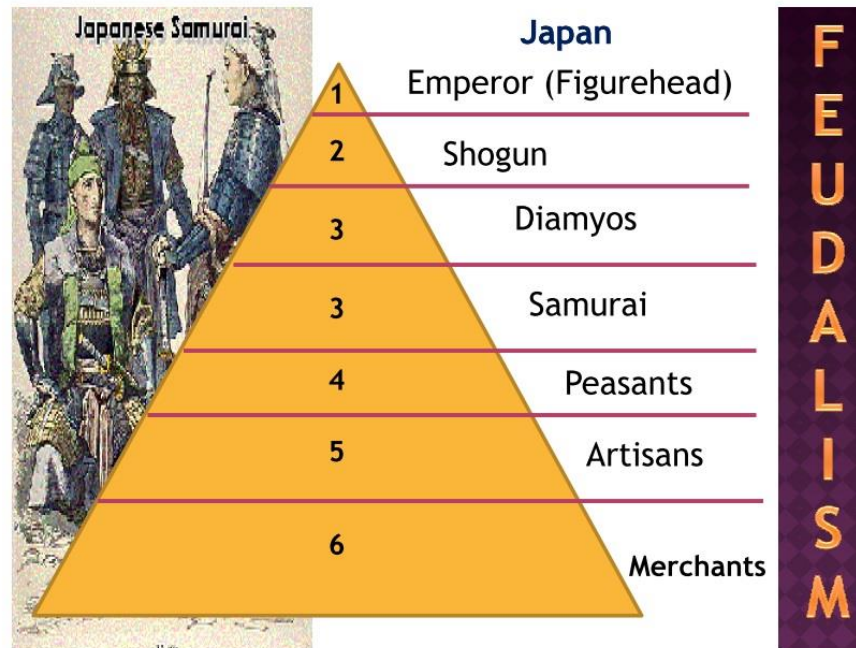 Japanese Samurai
Japan
1 Emperor (Figurehead)
2 Shogun
3 Diamyos
3 Samurai
4 Peasants
5 Artisans
6 Merchants
FEUDALISM